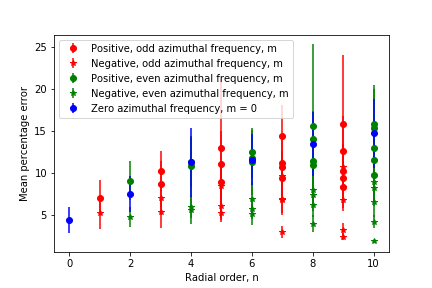 Positive, odd azimuthal frequency, m
Negative, odd azimuthal frequency, m
Positive, even azimuthal frequency, m
Negative, even azimuthal frequency, m
Zero azimuthal frequency, m = 0
Mean percentage error
25
20
15
10
5
0 2 4 6 8 10
Radial order, n